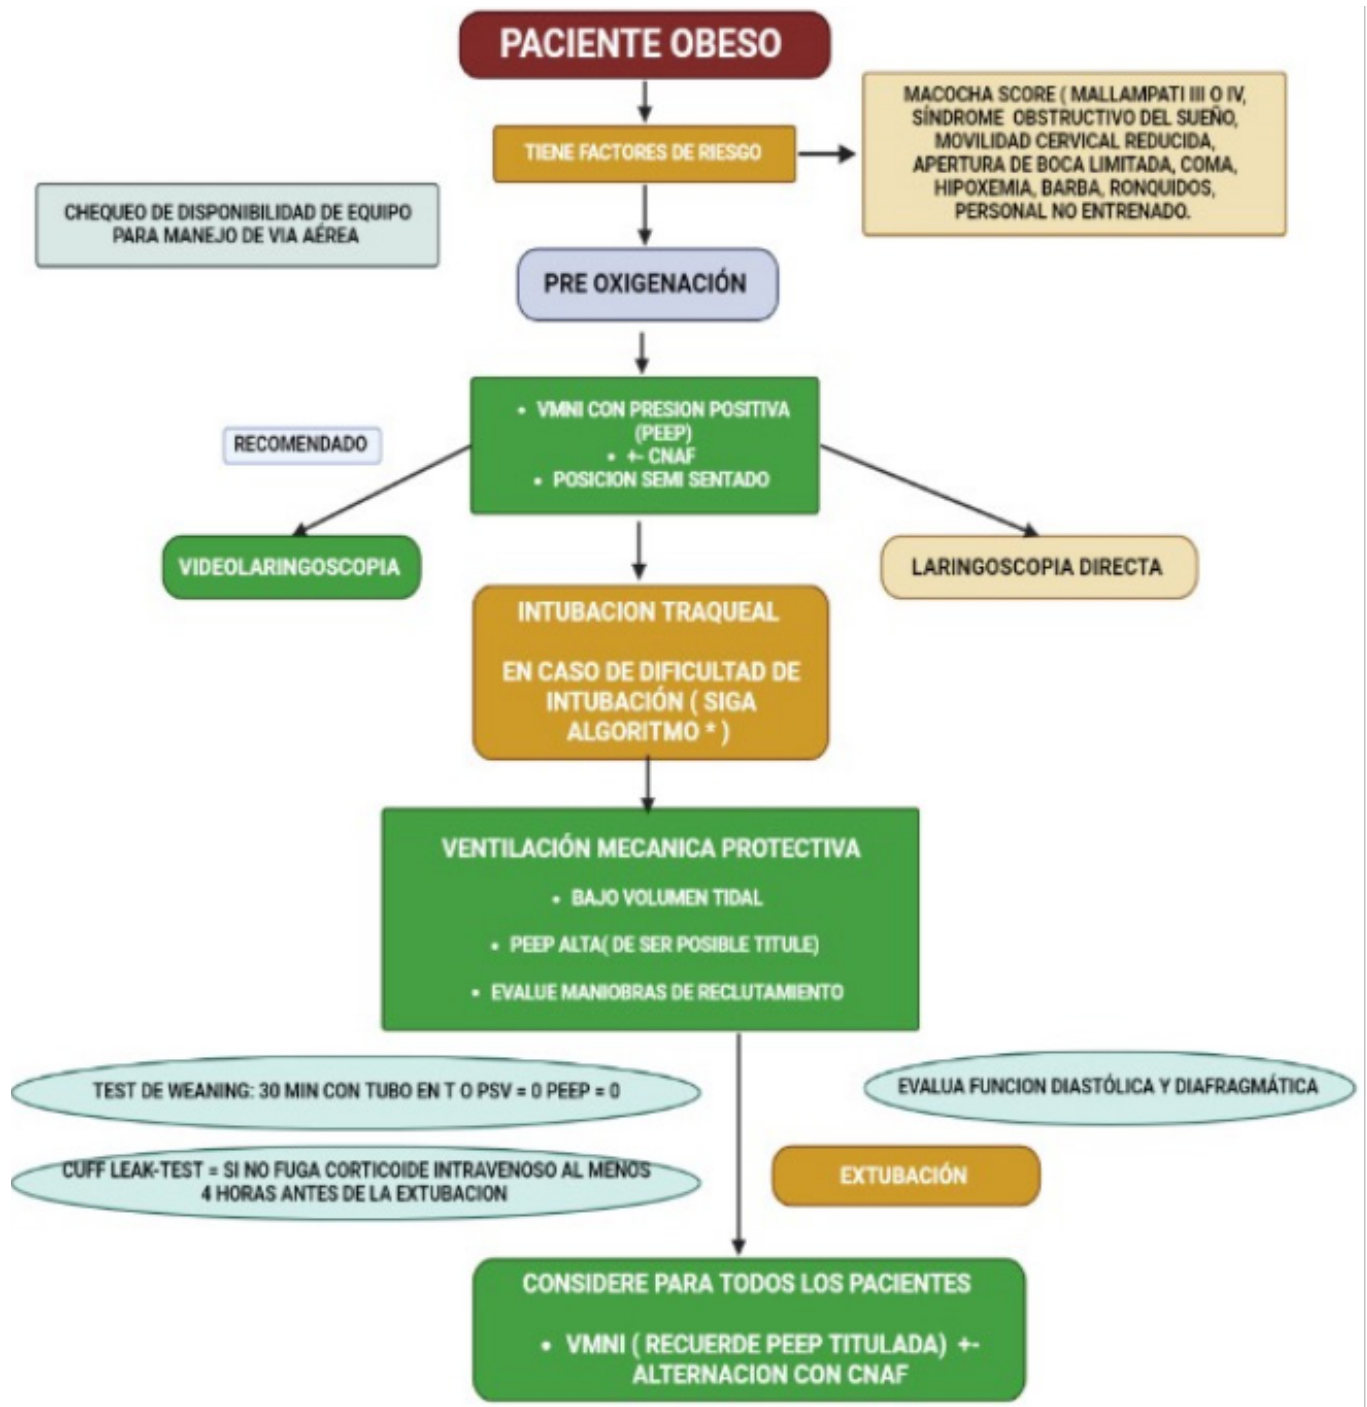 PACIENTE OBESO
TIENE FACTORES DE RIESGO
MACOCHA SCORE ( MALLAMPATI III O IV,
SÍNDROME OBSTRUCTIVO DEL SUEÑO,
MOVILIDAD CERVICAL REDUCIDA,
APERTURA DE BOCA LIMITADA, COMA,
HIPOXEMIA, BARBA, RONQUIDOS,
PERSONAL NO ENTRENADO.
CHEQUEO DE DISPONIBILIDAD DE EQUIPO
PARA MANEJO DE VIA AÉREA
PRE OXIGENACIÓN
• VMNI CON PRESION POSITIVA
(PEEP)
• +- CNAF
• POSICION SEMI SENTADO
RECOMENDADO
VIDEOLARINGOSCOPIA
LARINGOSCOPIA DIRECTA
INTUBACION TRAQUEAL
EN CASO DE DIFICULTAD DE
INTUBACIÓN ( SIGA
ALGORITMO * )
VENTILACIÓN MECANICA PROTECTIVA
• BAJO VOLUMEN TIDAL
• PEEP ALTA( DE SER POSIBLE TITULE)
• EVALUE MANIOBRAS DE RECLUTAMIENTO
TEST DE WEANING: 30 MIN CON TUBO EN T O PSV = 0 PEEP = 0
EVALUA FUNCION DIASTÓLICA Y DIAFRAGMÁTICA
CUFF LEAK-TEST = SI NO FUGA CORTICOIDE INTRAVENOSO AL MENOS
4 HORAS ANTES DE LA EXTUBACION
EXTUBACIÓN
CONSIDERE PARA TODOS LOS PACIENTES
• VMNI ( RECUERDE PEEP TITULADA) +-
ALTERNACION CON CNAF